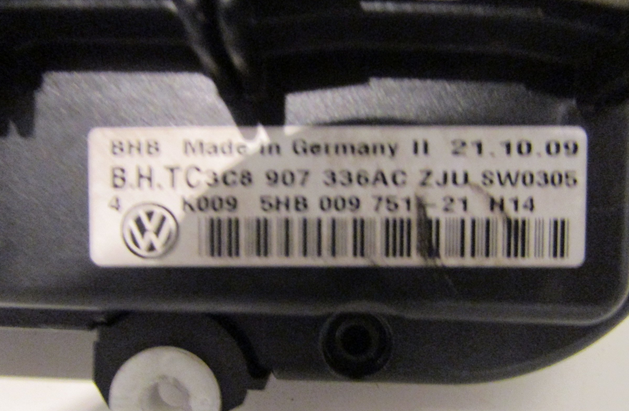 BHB Made in Germany II 21.10.09
B.H.TC3C8 907 336AC ZJU SW0305
4 K009 5HB 009 751-21 H14
VW